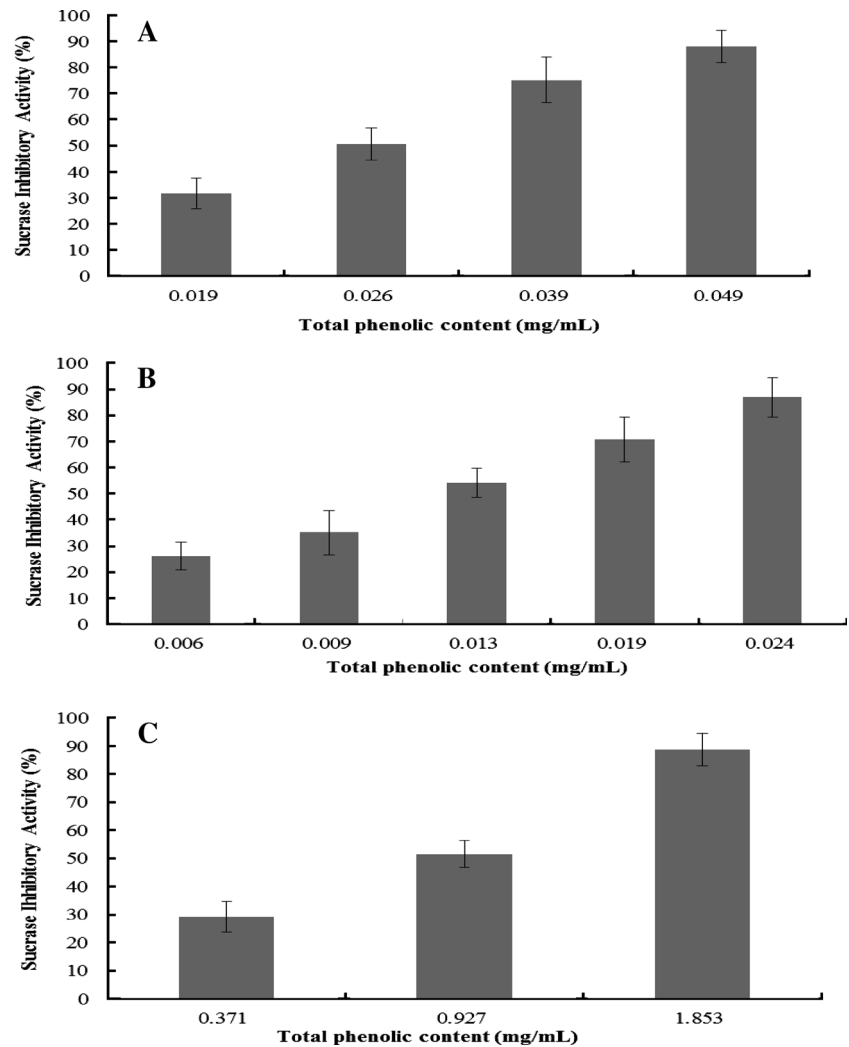 A
Sucrase Inhibitory Activity (%)
100
90
80
70
60
50
40
30
20
10
0
0.019 0.026 0.039 0.049
Total phenolic content (mg/mL)
B
Sucrase Ihhibitory Activity (%)
100
90
80
70
60
50
40
30
20
10
0
0.006 0.009 0.013 0.019 0.024
Total phenolic content (mg/mL)
C
Sucrase Ihhibitory Activity (%)
100
90
80
70
60
50
40
30
20
10
0
0.371 0.927 1.853
Total phenolic content (mg/mL)